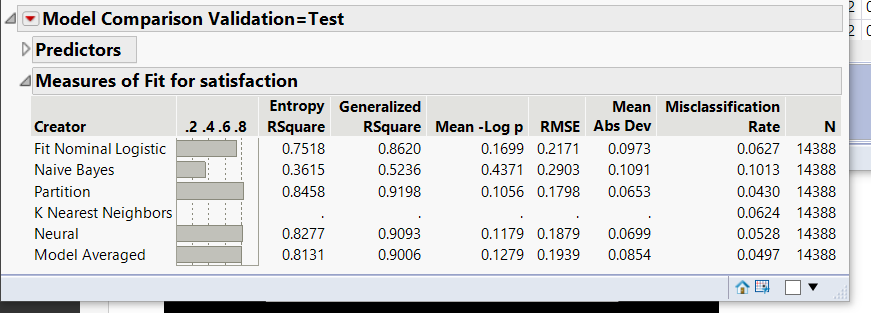 Model Comparison Validation=Test
Predictors
Measures of Fit for satisfaction
Creator .2 .4 .6 .8 Entropy RSquare Generalized RSquare Mean -Log p RMSE Mean Abs Dev Misclassification Rate N
Fit Nominal Logistic 0.7518 0.8620 0.1699 0.2171 0.0973 0.0627 14388
Naive Bayes 0.3615 0.5236 0.4371 0.2903 0.1091 0.1013 14388
Partition 0.8458 0.9198 0.1056 0.1798 0.0653 0.0430 14388
K Nearest Neighbors . . . . . 0.0624 14388
Neural 0.8277 0.9093 0.1179 0.1879 0.0699 0.0528 14388
Model Averaged 0.8131 0.9006 0.1279 0.1939 0.0854 0.0497 14388